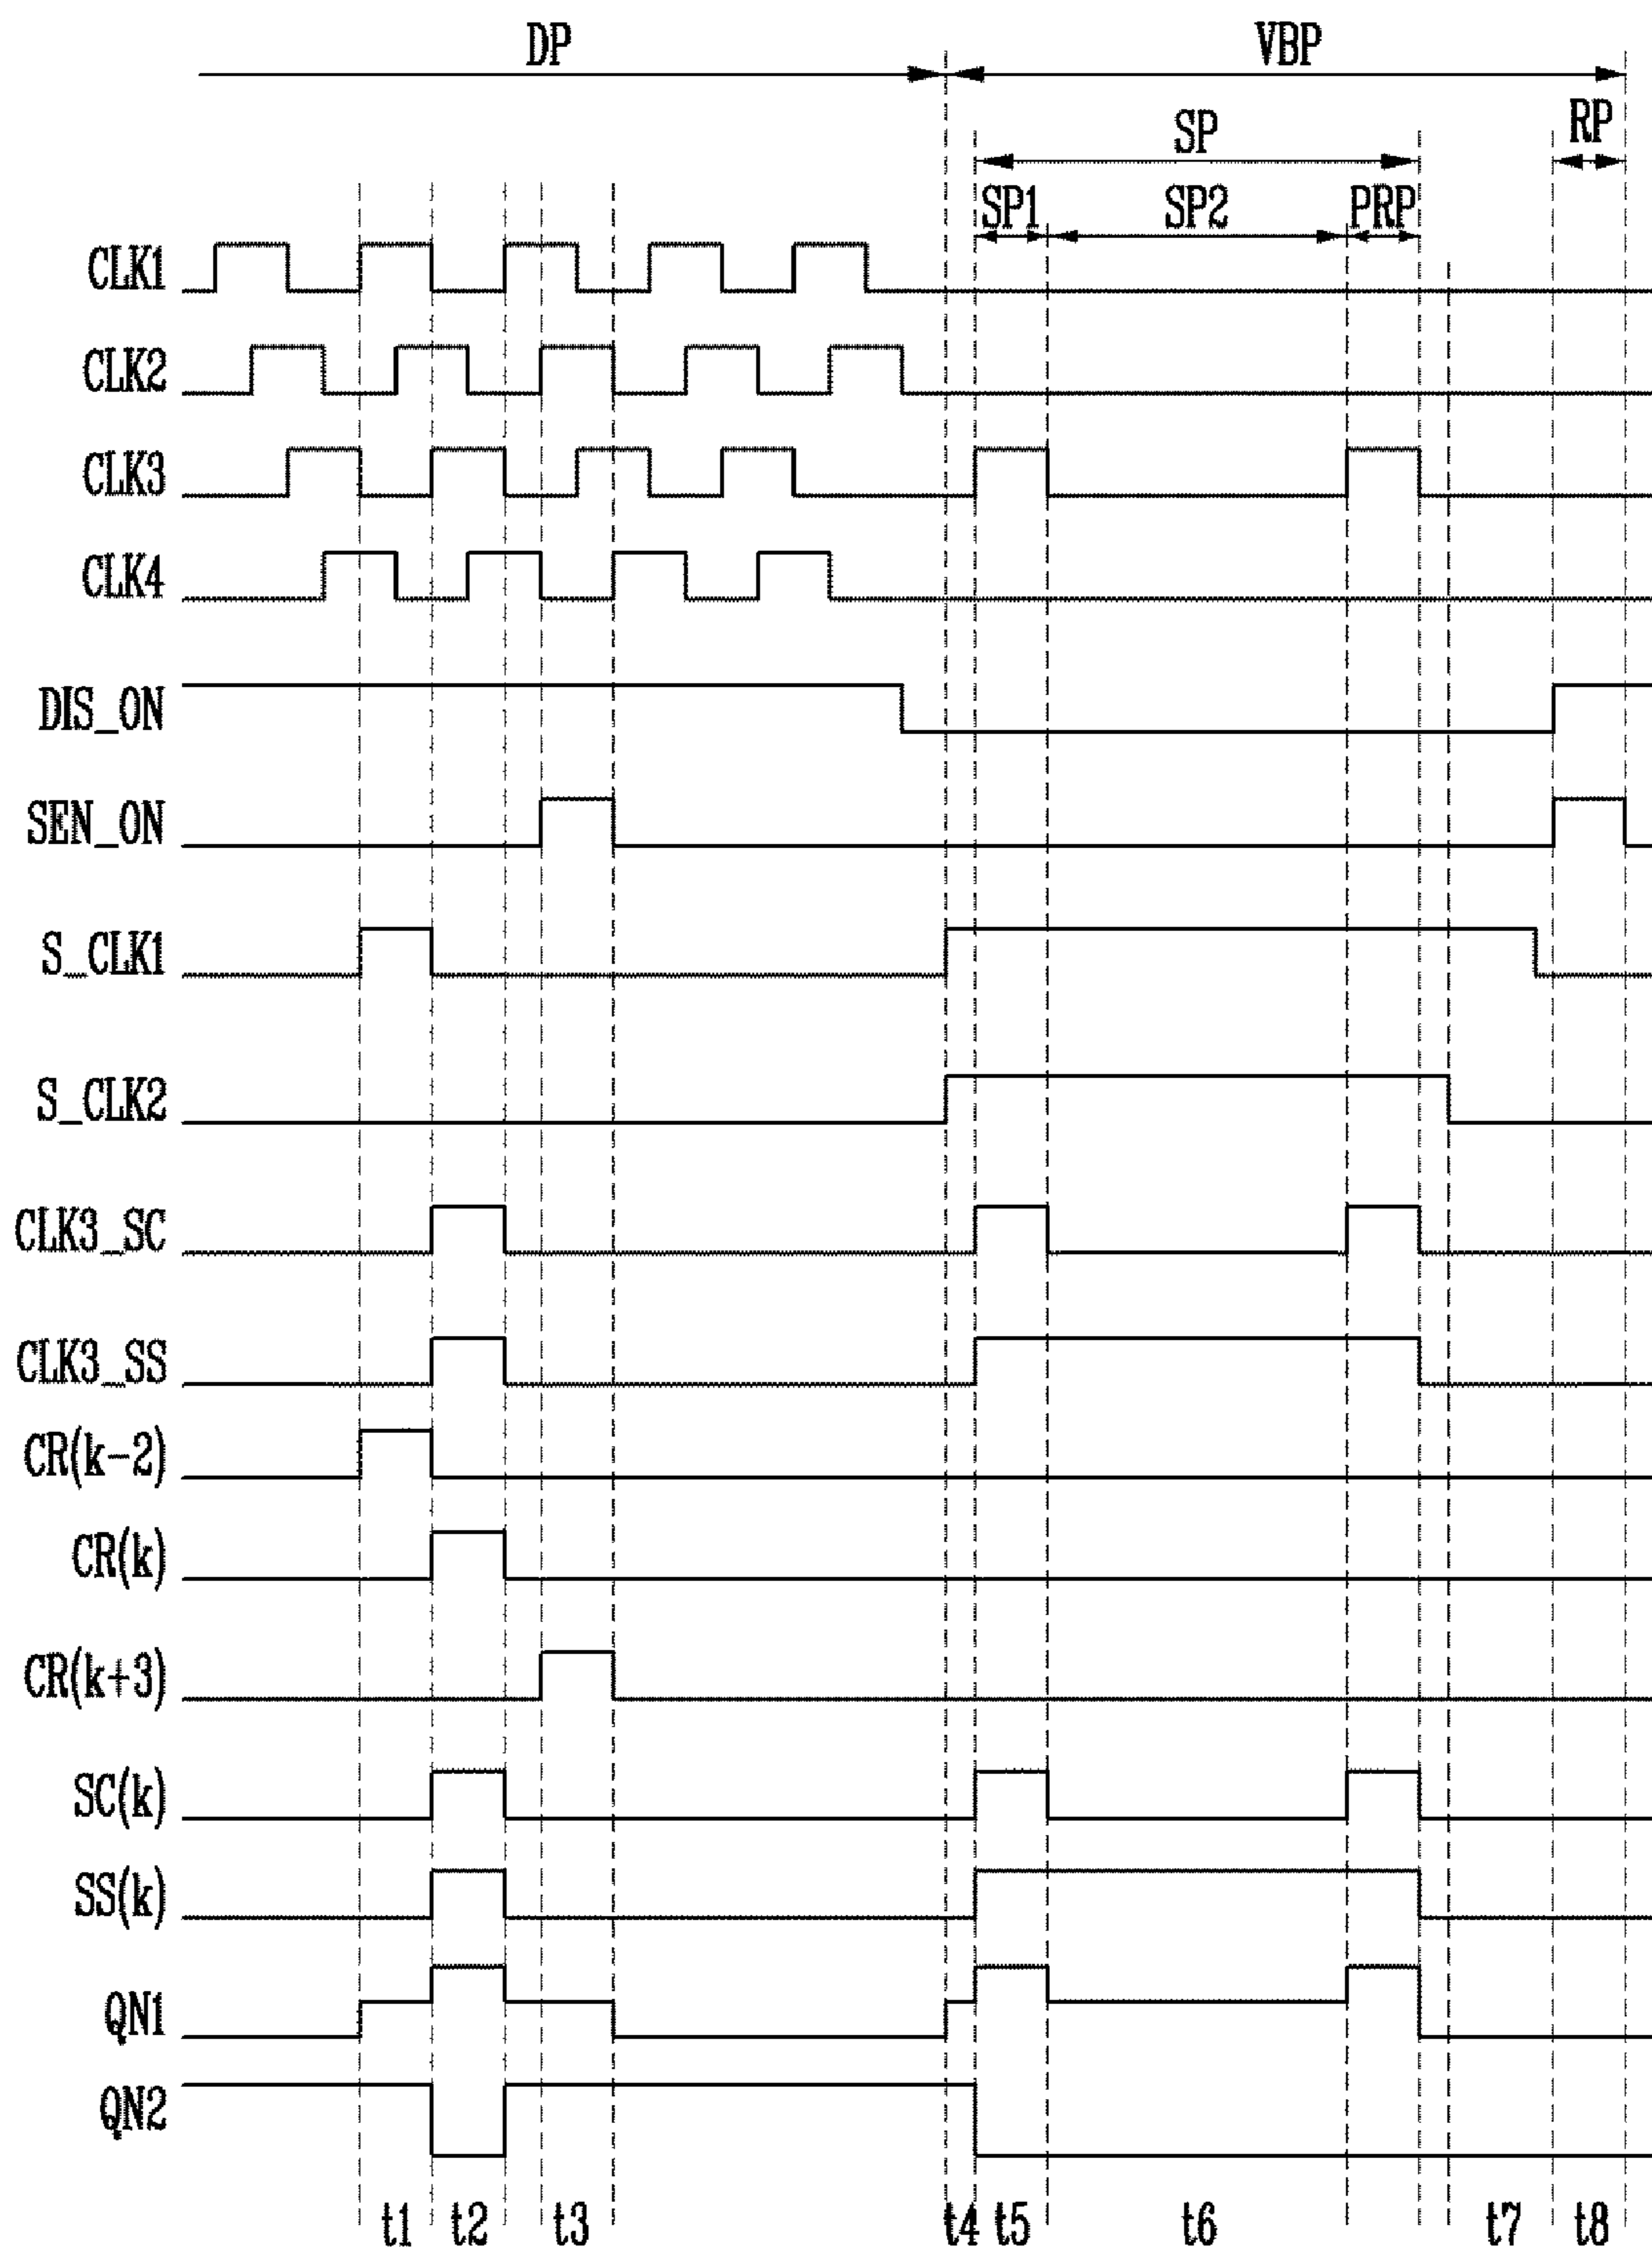 DP VBP
SP RP
SP1 SP2 PRP
CLK1
CLK2
CLK3
CLK4
DIS_ON
SEN_ON
S_CLK1
S_CLK2
CLK3_SC
CLK3_SS
CR(k-2)
CR(k)
CR(k+3)
SC(k)
SS(k)
QN1
QN2
t1 t2 t3 t4 t5 t6 t7 t8